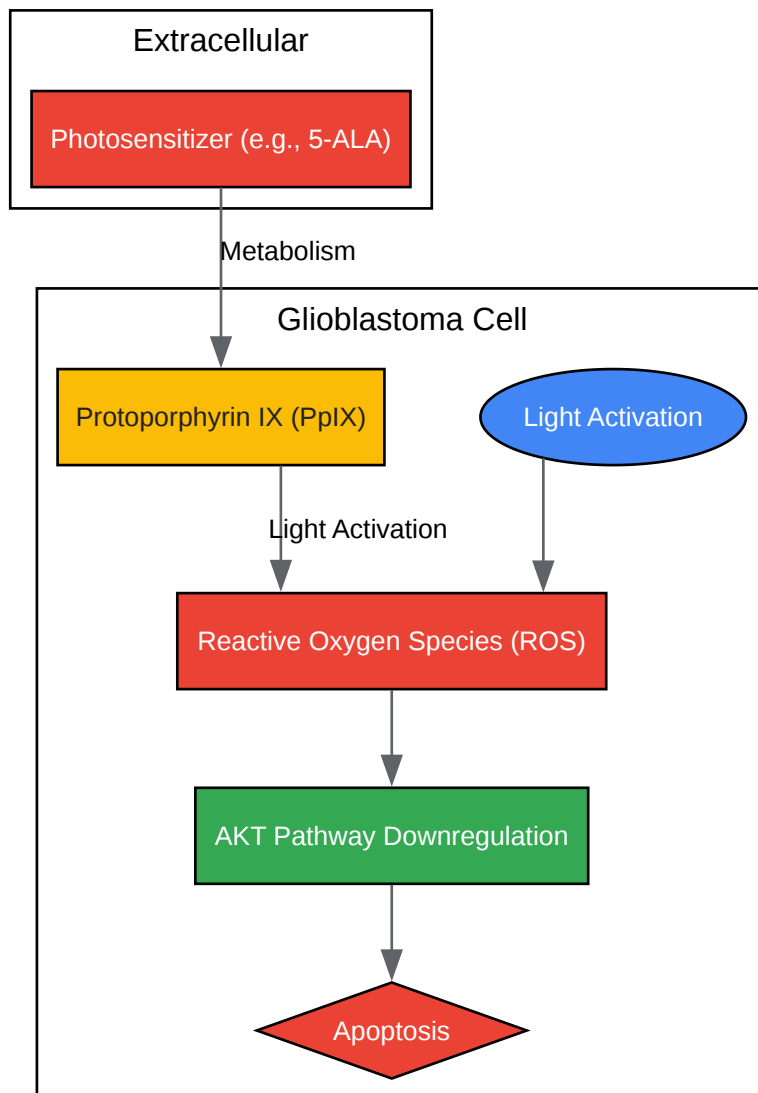 Extracellular
Photosensitizer (e.g., 5-ALA)
Metabolism
Glioblastoma Cell
Protoporphyrin IX (PpIX)
Light Activation
Light Activation
Reactive Oxygen Species (ROS)
AKT Pathway Downregulation
Apoptosis